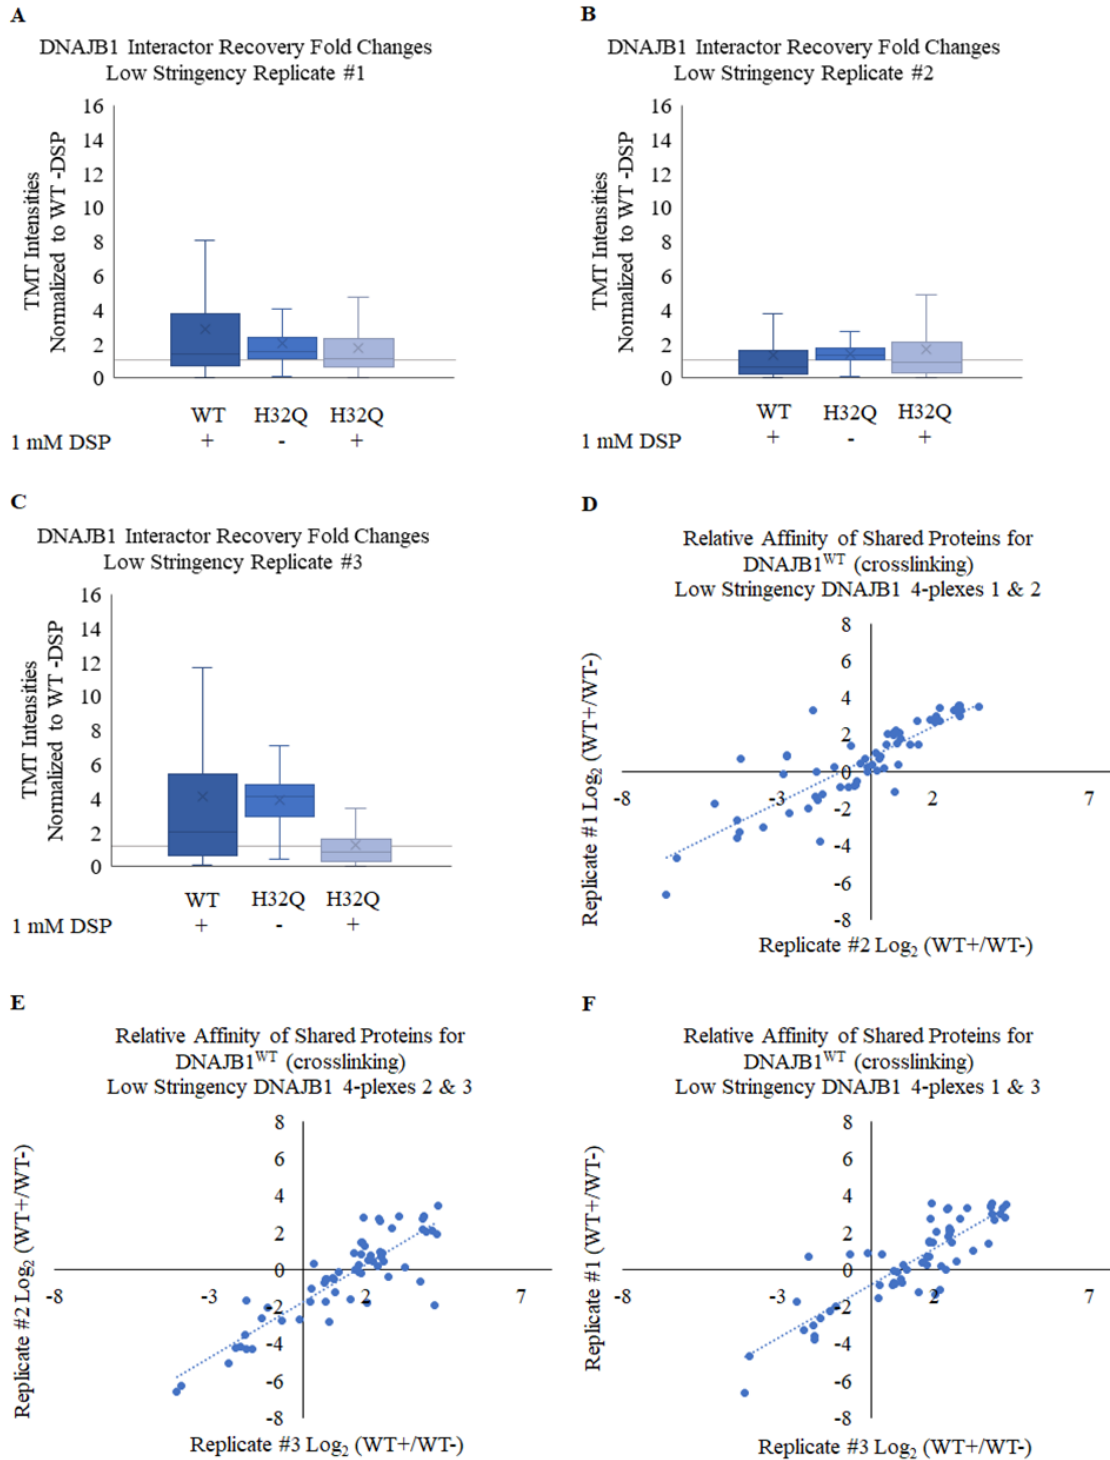 A
DNAJB1 Interactor Recovery Fold Changes
Low Stringency Replicate #1
TMT Intensities
Normalized to WT -DSP
16
14
12
10
8
6
4
2
0
WT H32Q H32Q
1 mM DSP + - +
B
DNAJB1 Interactor Recovery Fold Changes
Low Stringency Replicate #2
TMT Intensities
Normalized to WT -DSP
16
14
12
10
8
6
4
2
0
WT H32Q H32Q
1 mM DSP + - +
C
DNAJB1 Interactor Recovery Fold Changes
Low Stringency Replicate #3
TMT Intensities
Normalized to WT -DSP
16
14
12
10
8
6
4
2
0
WT H32Q H32Q
1 mM DSP + - +
D
Relative Affinity of Shared Proteins for
DNAJB1ᵂᵀ (crosslinking)
Low Stringency DNAJB1 4-plexes 1 & 2
Replicate #1 Log₂ (WT+/WT-)
8
6
4
2
0
-2
-4
-6
-8
-8 -3 2 7
Replicate #2 Log₂ (WT+/WT-)
E
Relative Affinity of Shared Proteins for
DNAJB1ᵂᵀ (crosslinking)
Low Stringency DNAJB1 4-plexes 2 & 3
Replicate #2 Log₂ (WT+/WT-)
8
6
4
2
0
-2
-4
-6
-8
-8 -3 2 7
Replicate #3 Log₂ (WT+/WT-)
F
Relative Affinity of Shared Proteins for
DNAJB1ᵂᵀ (crosslinking)
Low Stringency DNAJB1 4-plexes 1 & 3
Replicate #1 (WT+/WT-)
8
6
4
2
0
-2
-4
-6
-8
-8 -3 2 7
Replicate #3 Log₂ (WT+/WT-)